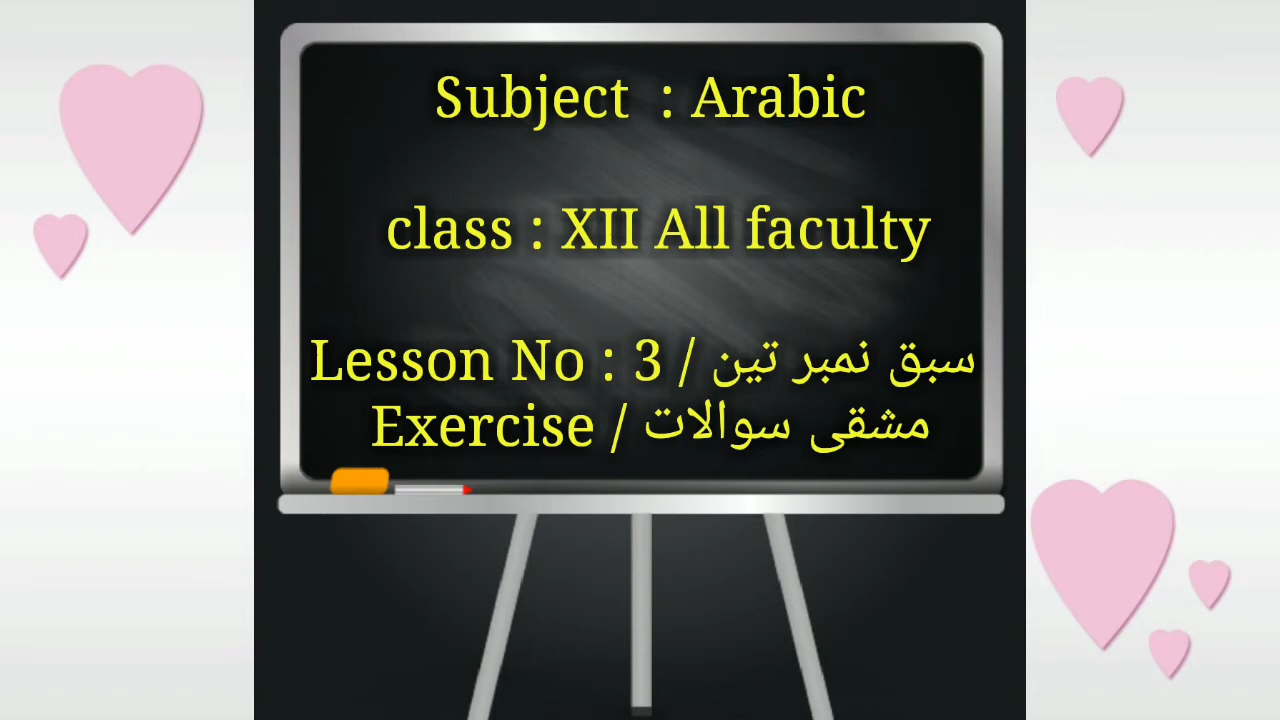 Subject : Arabic
class : XII All faculty
Lesson No : 3 / سبق نمبر تین
Exercise / مشقی سوالات